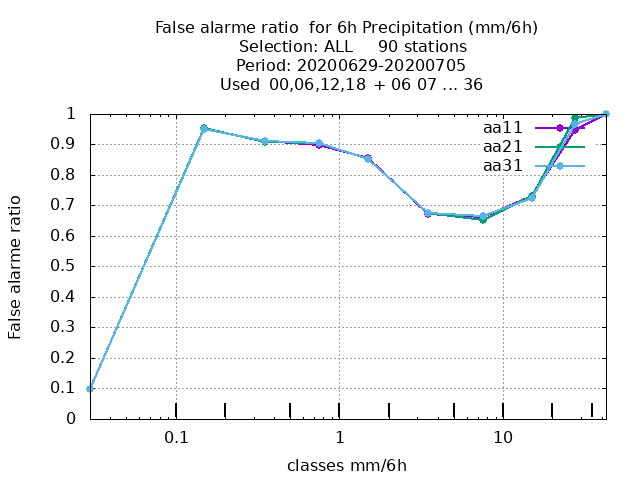 False alarme ratio  for 6h Precipitation (mm/6h)
Selection: ALL     90 stations
Period: 20200629-20200705
Used  00,06,12,18  + 06 07 ... 36
aa11
aa21
aa31
1
0.9
0.8
0.7
0.6
0.5
0.4
0.3
0.2
0.1
0
False alarme ratio
0.1 1 10
classes mm/6h